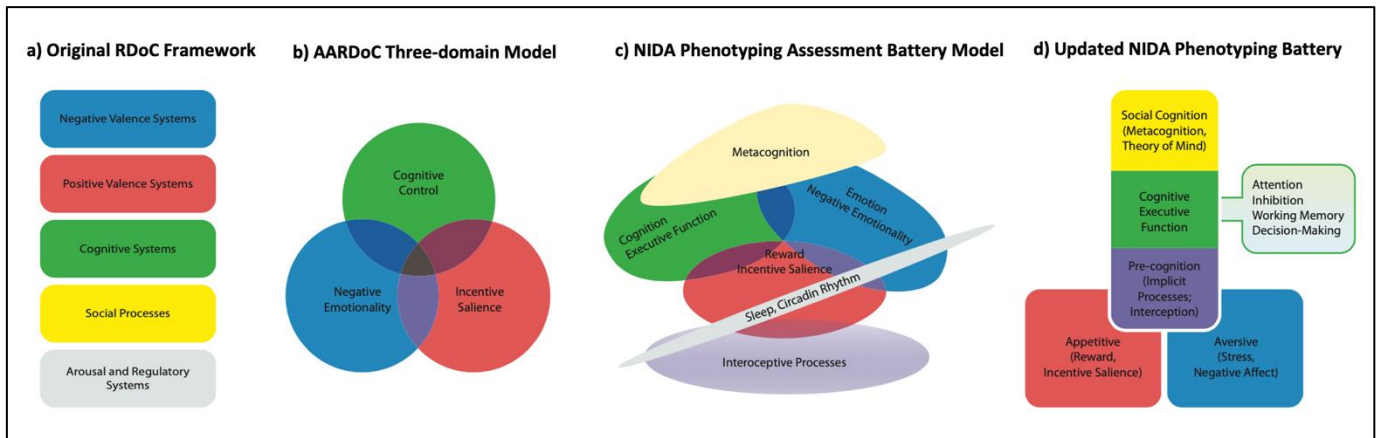 a) Original RDoC Framework
Negative Valence Systems
Positive Valence Systems
Cognitive Systems
Social Processes
Arousal and Regulatory
Systems
b) AARDoC Three-domain Model
Cognitive
Control
Negative
Emotionality
Incentive
Salience
c) NIDA Phenotyping Assessment Battery Model
Metacognition
Cognition
Executive Function
Emotion
Negative Emotionality
Reward
Incentive Salience
Sleep, Circadin Rhythm
Interoceptive Processes
d) Updated NIDA Phenotyping Battery
Social Cognition
(Metacognition,
Theory of Mind)
Cognitive
Executive
Function
Attention
Inhibition
Working Memory
Decision-Making
Pre-cognition
(Implicit
Processes;
Interception)
Appetitive
(Reward,
Incentive Salience)
Aversive
(Stress,
Negative Affect)